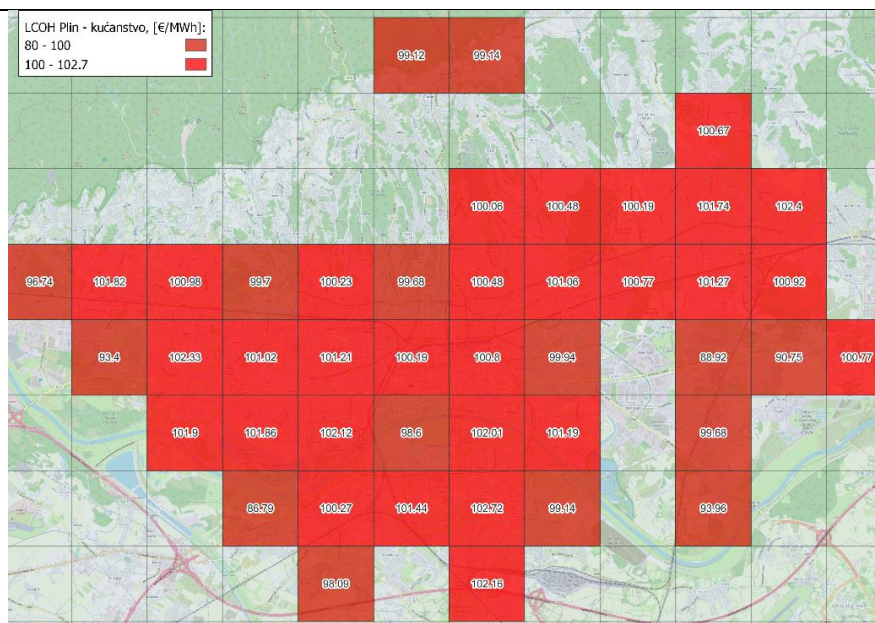 LCOH Plin - kućanstvo, [€/MWh]:
80 - 100
100 - 102.7
99.12 99.14
100.67
100.06 100.48 100.19 101.74 102.4
96.74 101.82 100.98 99.7 100.23 99.68 100.48 101.06 100.77 101.27 100.92
93.4 102.33 101.02 101.21 100.19 100.8 99.94 88.92 90.75 100.77
101.9 101.86 102.12 98.6 102.01 101.19 99.68
86.79 100.27 101.44 102.72 99.14 93.96
98.09 102.16